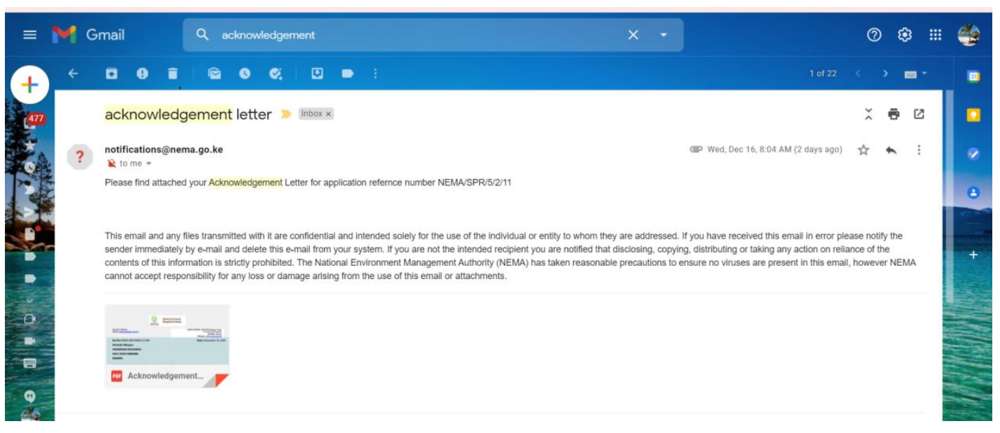 Gmail
acknowledgement
1 of 22
31
477
acknowledgement letter
Inbox x
notifications@nema.go.ke
Wed, Dec 16, 8:04 AM (2 days ago)
to me
Please find attached your Acknowledgement Letter for application refernce number NEMA/SPR/5/2/11
This email and any files transmitted with it are confidential and intended solely for the use of the individual or entity to whom they are addressed. If you have received this email in error please notify the
sender immediately by e-mail and delete this e-mail from your system. If you are not the intended recipient you are notified that disclosing, copying, distributing or taking any action on reliance of the
contents of this information is strictly prohibited. The National Environment Management Authority (NEMA) has taken reasonable precautions to ensure no viruses are present in this email, however NEMA
cannot accept responsibility for any loss or damage arising from the use of this email or attachments.
PDF
Acknowledgement...